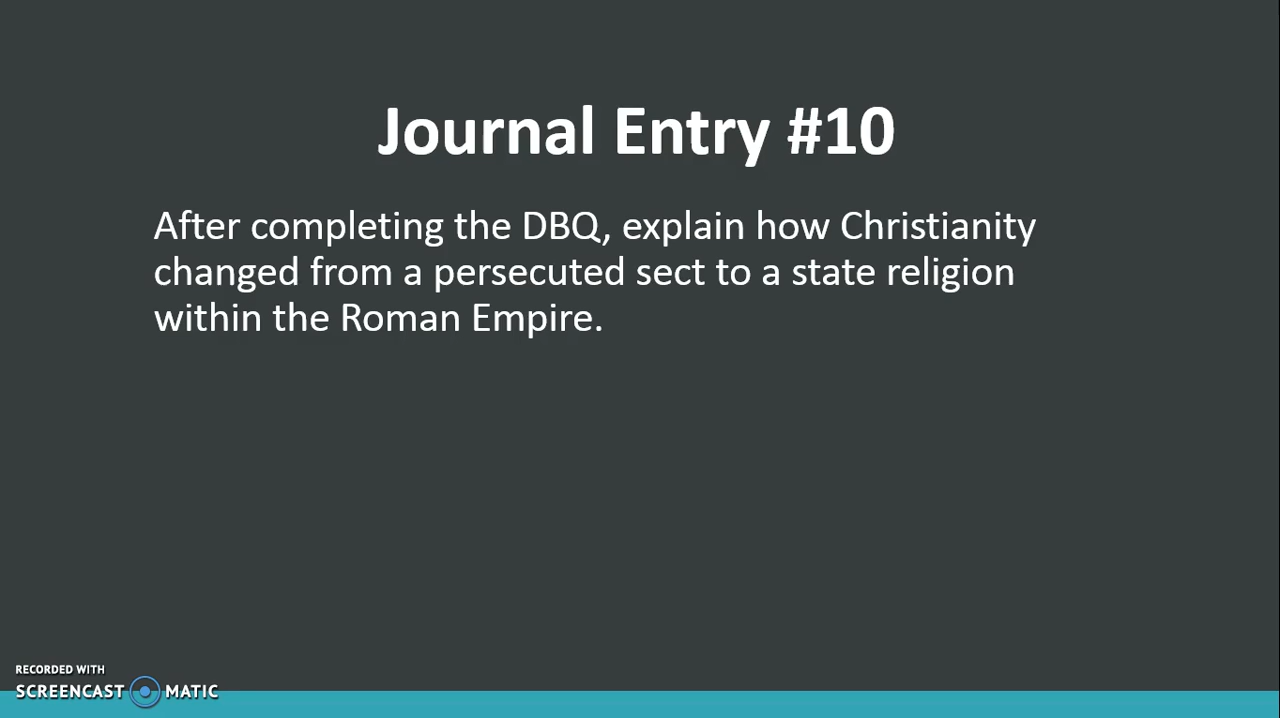 Journal Entry #10
After completing the DBQ, explain how Christianity
changed from a persecuted sect to a state religion
within the Roman Empire.
RECORDED WITH
SCREENCAST MATIC